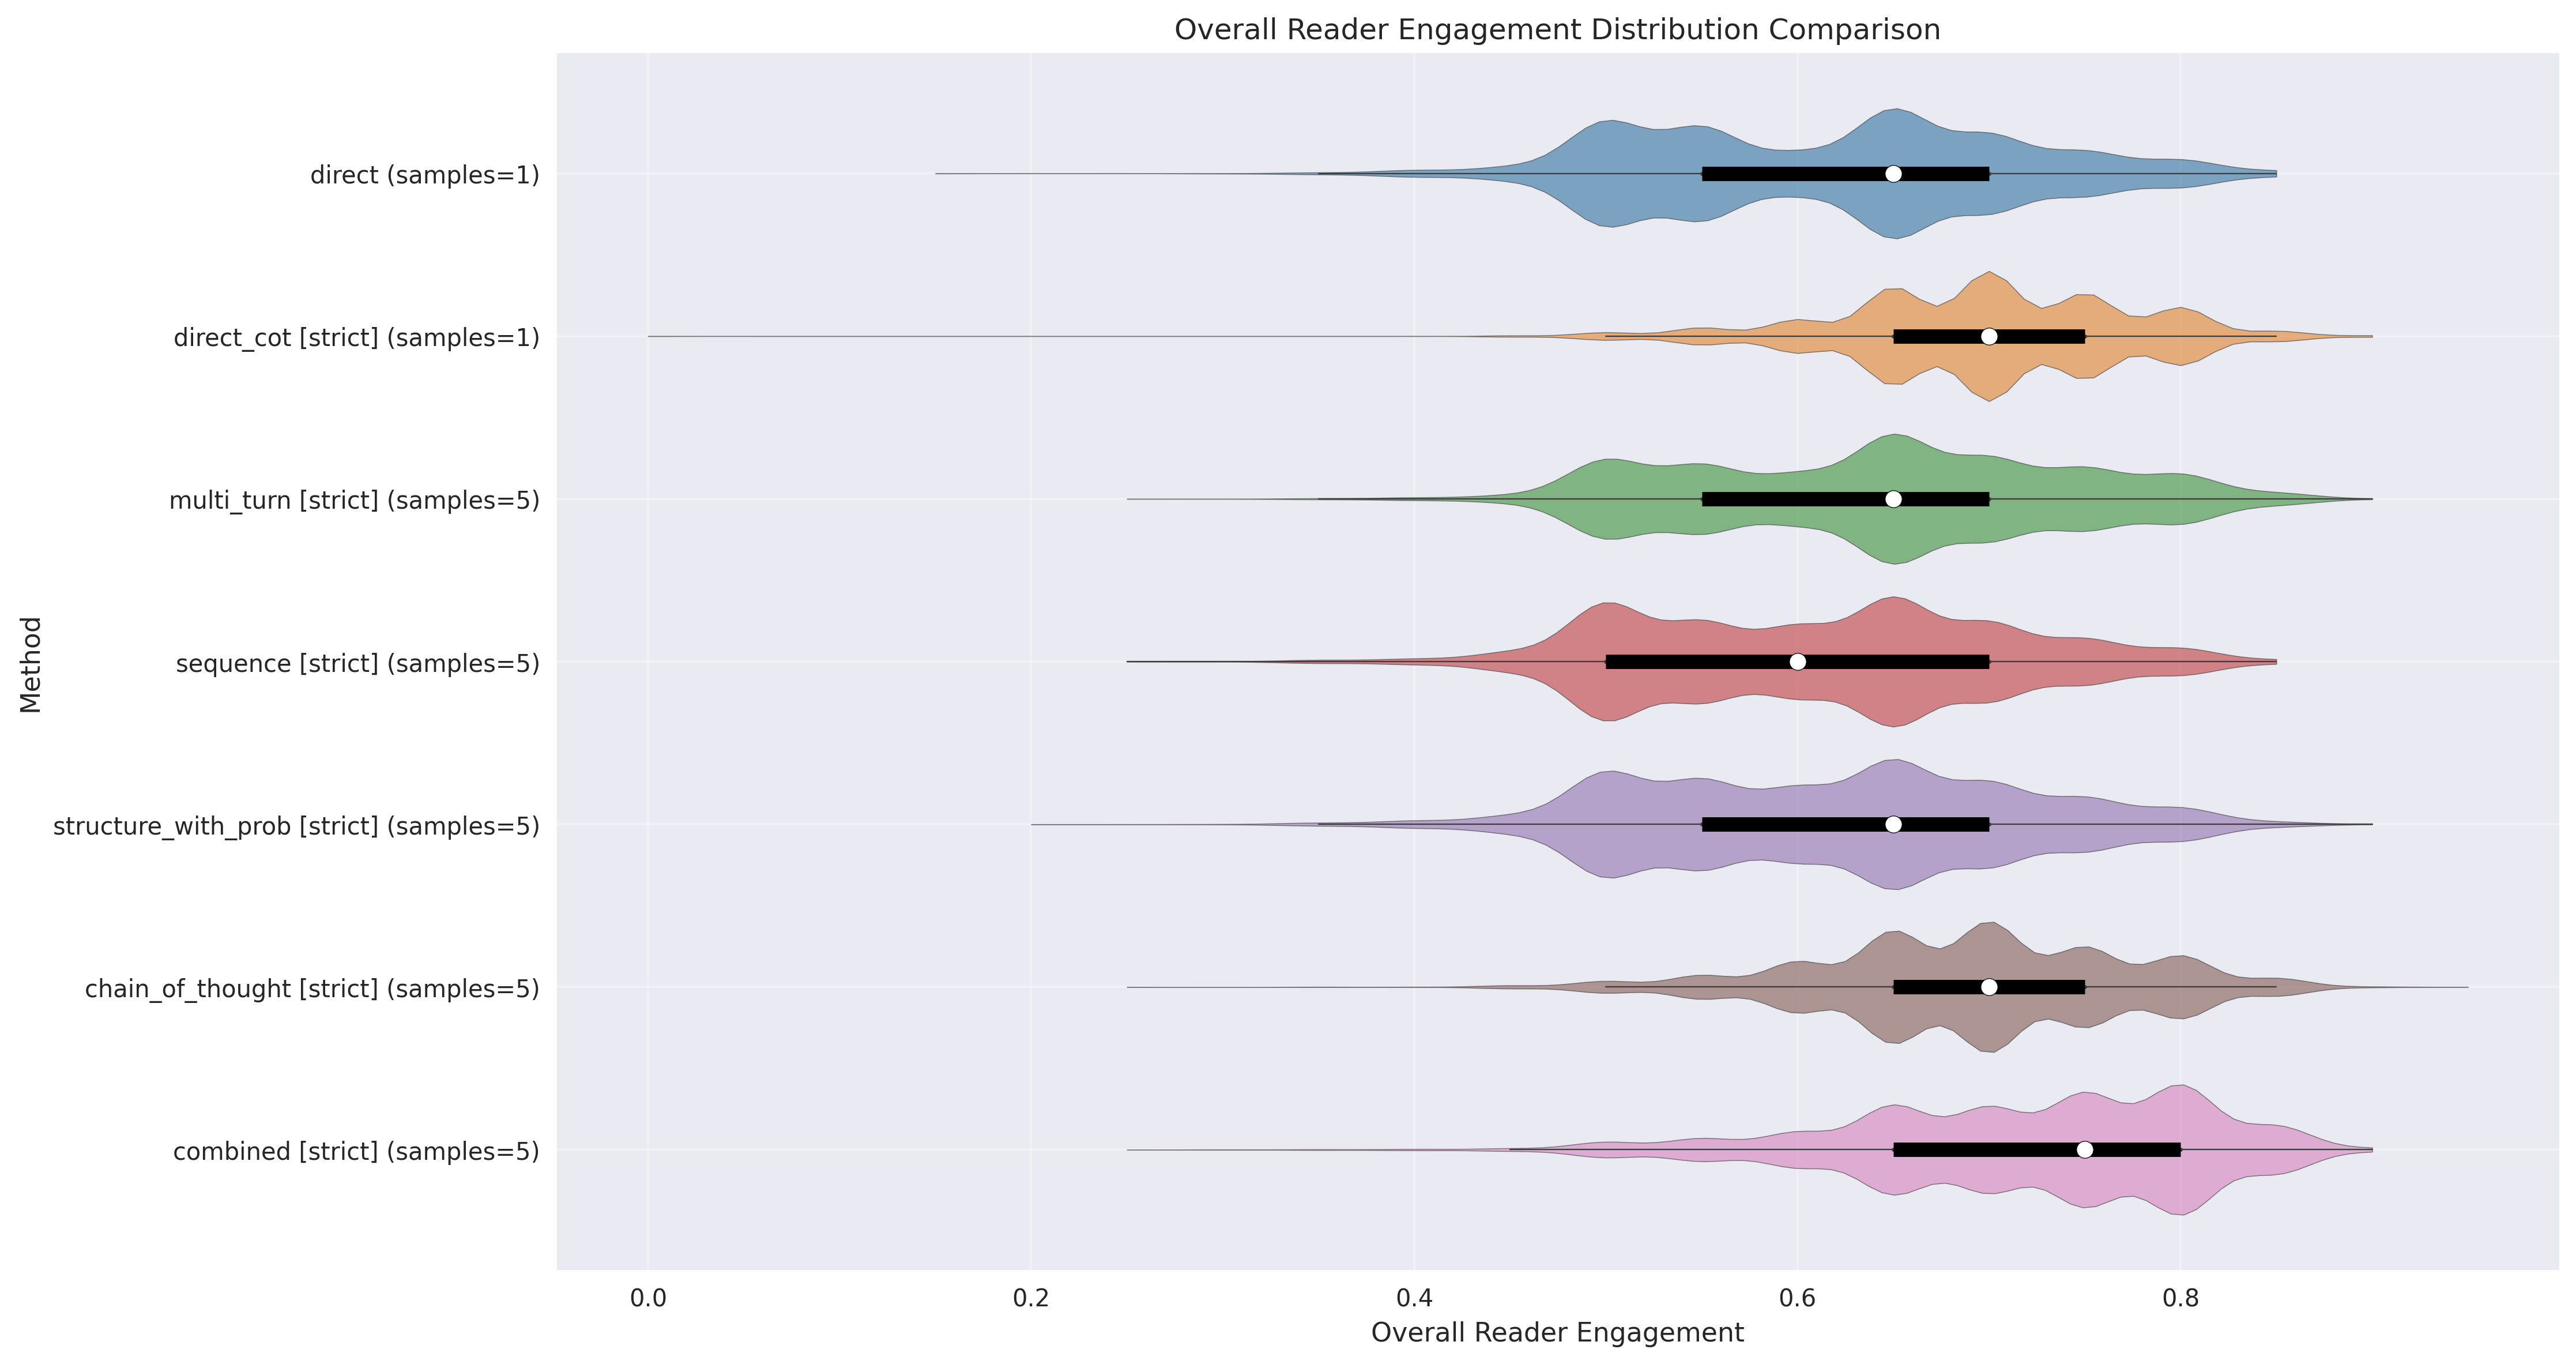 Overall Reader Engagement Distribution Comparison
direct (samples=1)
direct_cot [strict] (samples=1)
multi_turn [strict] (samples=5)
sequence [strict] (samples=5)
structure_with_prob [strict] (samples=5)
chain_of_thought [strict] (samples=5)
combined [strict] (samples=5)
Method
0.0 0.2 0.4 0.6 0.8
Overall Reader Engagement